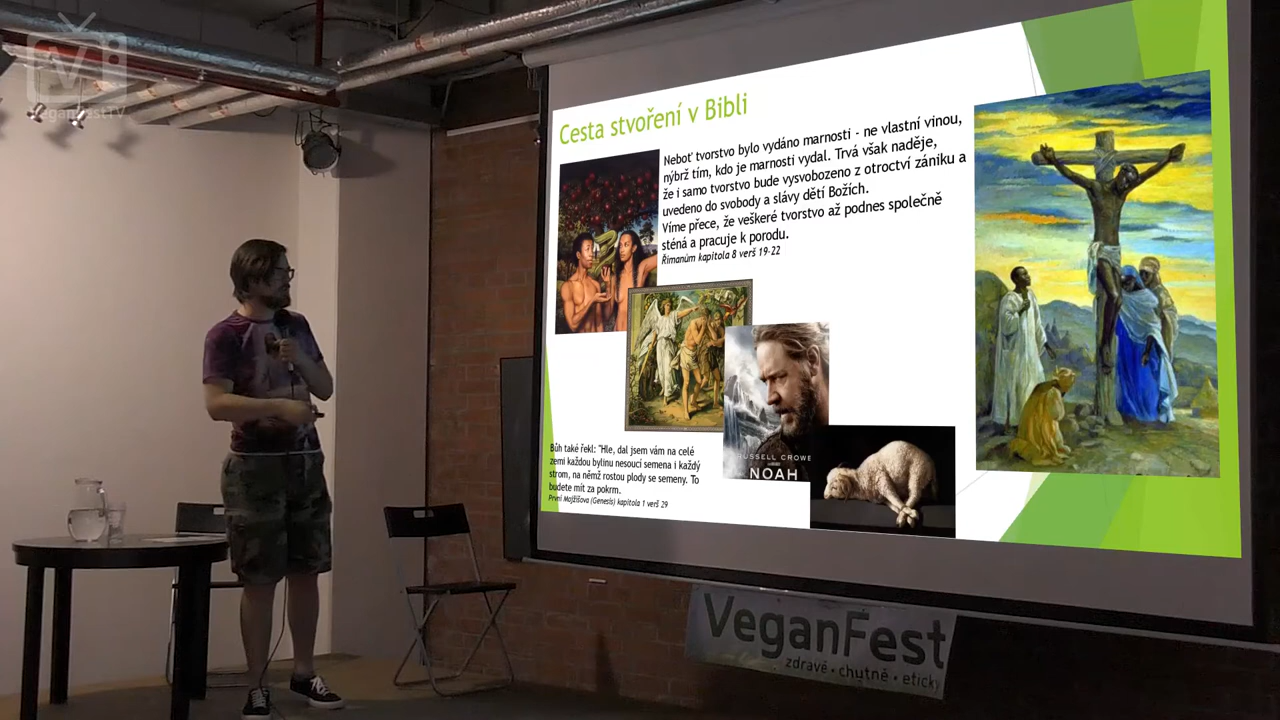 VeganFestTV
Cesta stvoření v Bibli
Neboť tvorstvo bylo vydáno marnosti - ne vlastní vinou,
nýbrž tím, kdo je marnosti vydal. Trvá však naděje,
že i samo tvorstvo bude vysvobozeno z otroctví zániku a
uvedeno do svobody a slávy dětí Božích.
Víme přece, že veškeré tvorstvo až podnes společně
sténá a pracuje k porodu.
Římanům kapitola 8 verš 19-22
RUSSELL CROWE
NOAH
Bůh také řekl: "Hle, dal jsem vám na celé
zemi každou bylinu nesoucí semena i každý
strom, na němž rostou plody se semeny. To
budete mít za pokrm.
První Mojžíšova (Genesis) kapitola 1 verš 29
VeganFest
zdravě • chutně • eticky